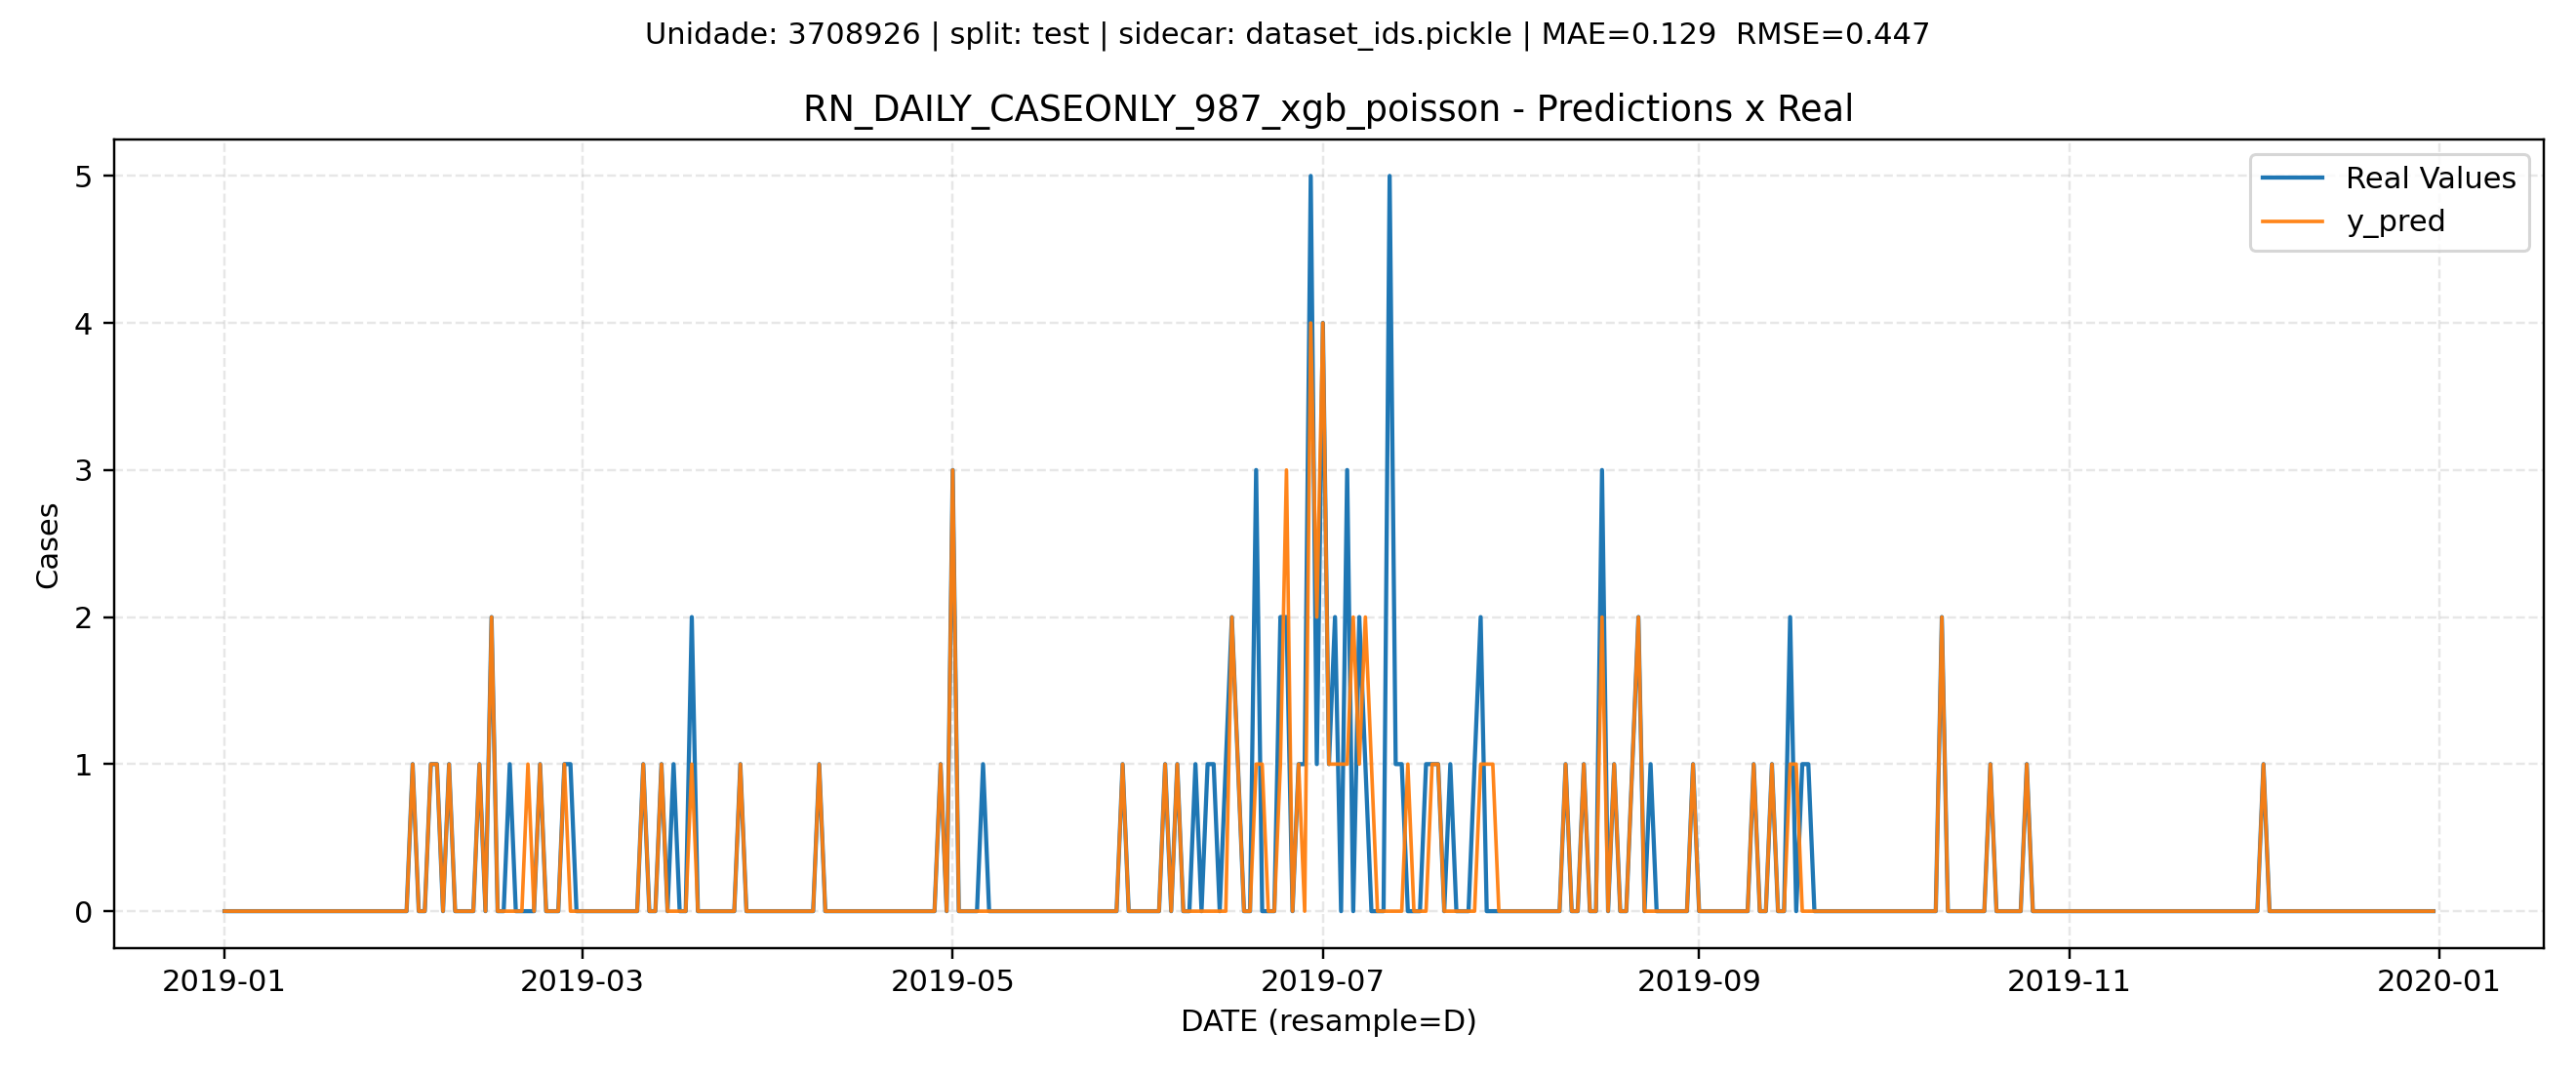 Unidade: 3708926 | split: test | sidecar: dataset_ids.pickle | MAE=0.129  RMSE=0.447
RN_DAILY_CASEONLY_987_xgb_poisson - Predictions x Real
Real Values
y_pred
5
4
3
2
1
0
Cases
2019-01
2019-03
2019-05
2019-07
2019-09
2019-11
2020-01
DATE (resample=D)